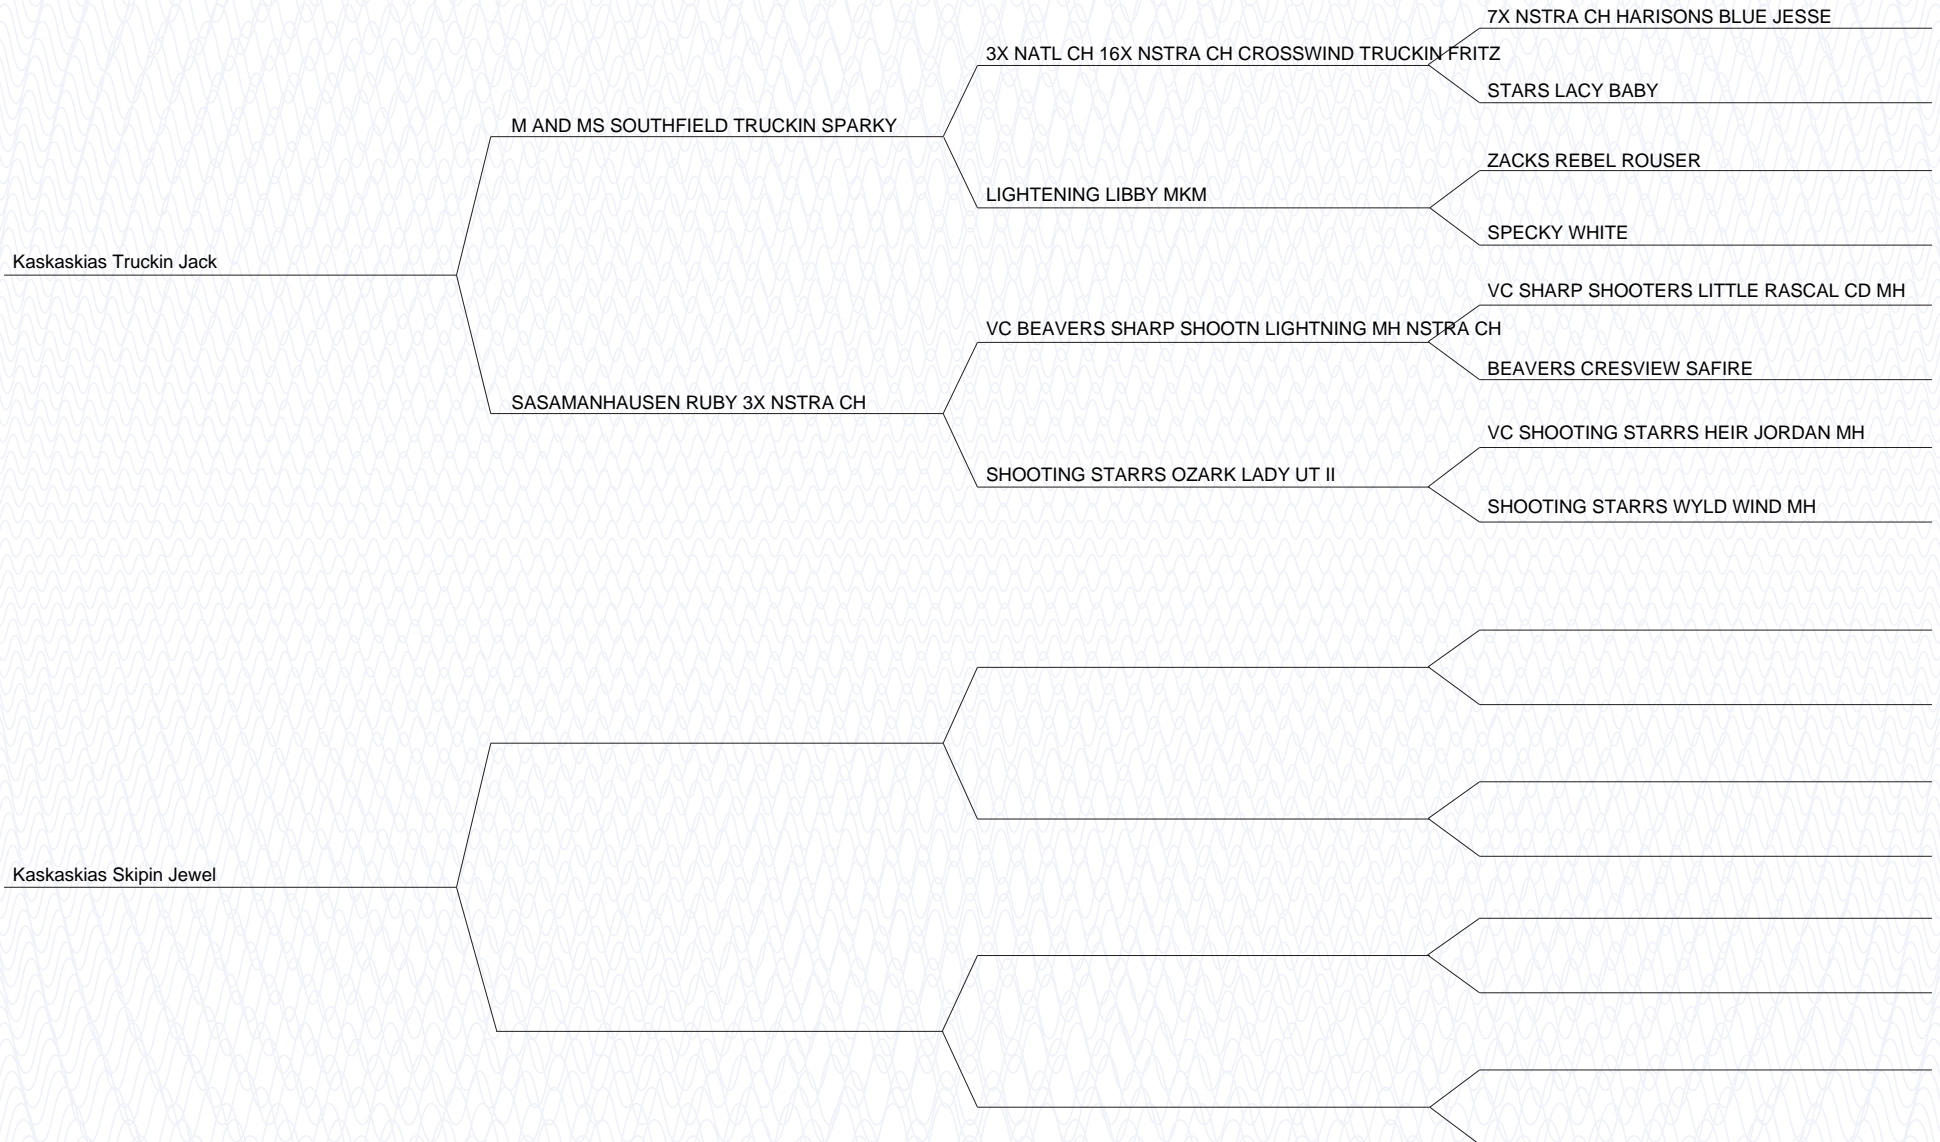 7X NSTRA CH HARISONS BLUE JESSE
3X NATL CH 16X NSTRA CH CROSSWIND TRUCKIN FRITZ
STARS LACY BABY
M AND MS SOUTHFIELD TRUCKIN SPARKY
ZACKS REBEL ROUSER
LIGHTENING LIBBY MKM
SPECKY WHITE
Kaskaskias Truckin Jack
VC SHARP SHOOTERS LITTLE RASCAL CD MH
VC BEAVERS SHARP SHOOTN LIGHTNING MH NSTRA CH
BEAVERS CRESVIEW SAFIRE
SASAMANHAUSEN RUBY 3X NSTRA CH
VC SHOOTING STARRS HEIR JORDAN MH
SHOOTING STARRS OZARK LADY UT II
SHOOTING STARRS WYLD WIND MH
Kaskaskias Skipin Jewel